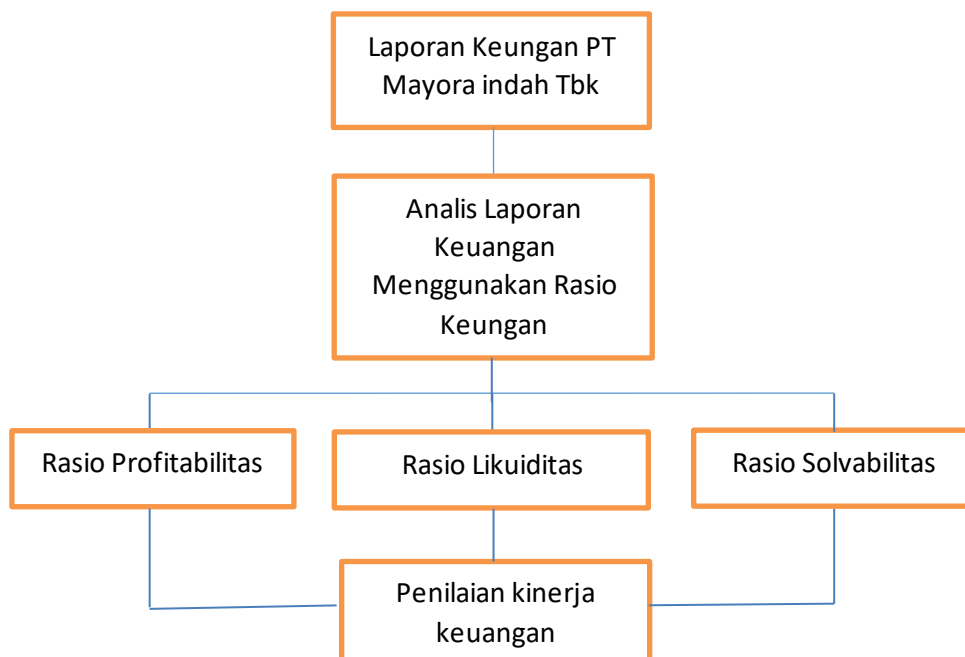 Laporan Keungan PT
Mayora indah Tbk
Analis Laporan
Keuangan
Menggunakan Rasio
Keungan
Rasio Profitabilitas
Rasio Likuiditas
Rasio Solvabilitas
Penilaian kinerja
keuangan